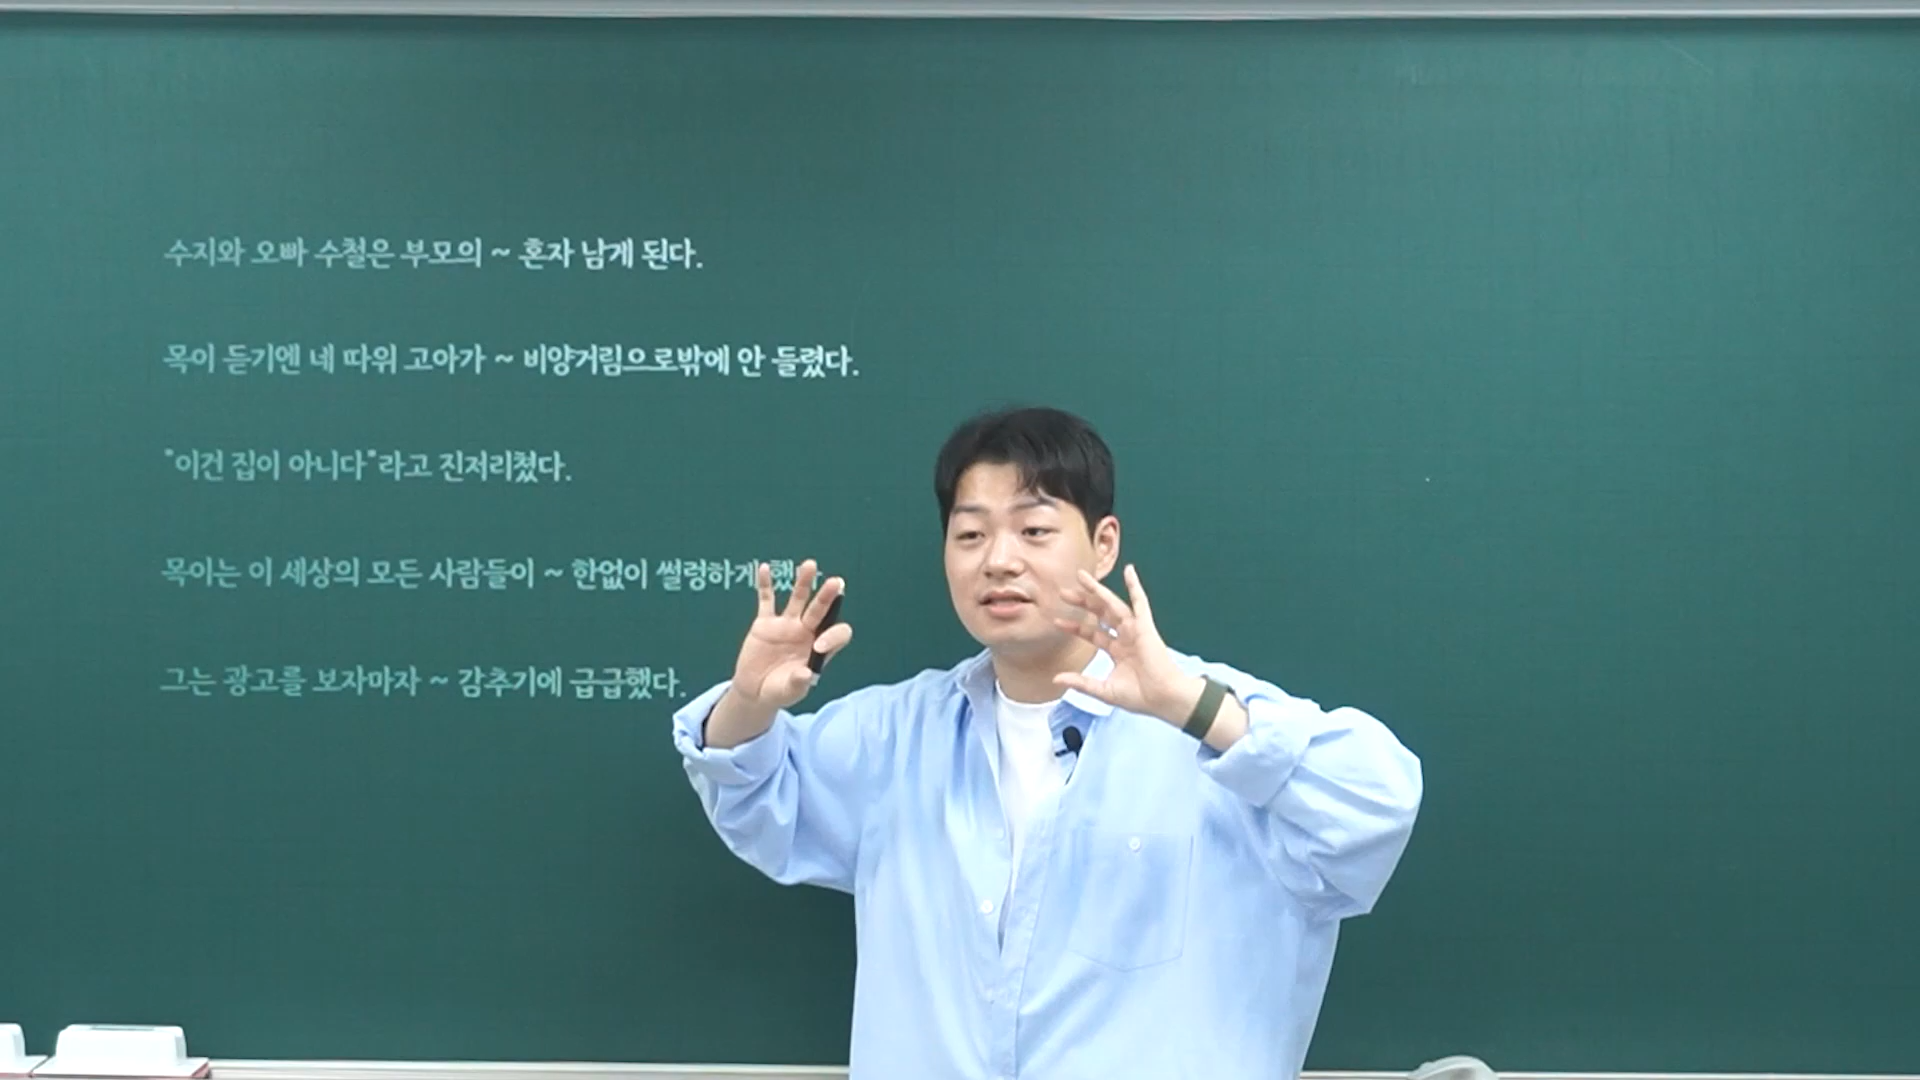 수지와 오빠 수철은 부모의 ~ 혼자 남게 된다.
목이 듣기엔 네 따위 고아가 ~ 비양거림으로밖에 안 들렸다.
"이건 집이 아니다"라고 진저리쳤다.
목이는 이 세상의 모든 사람들이 ~ 한없이 썰렁하게 했다
그는 광고를 보자마자 ~ 감추기에 급급했다.